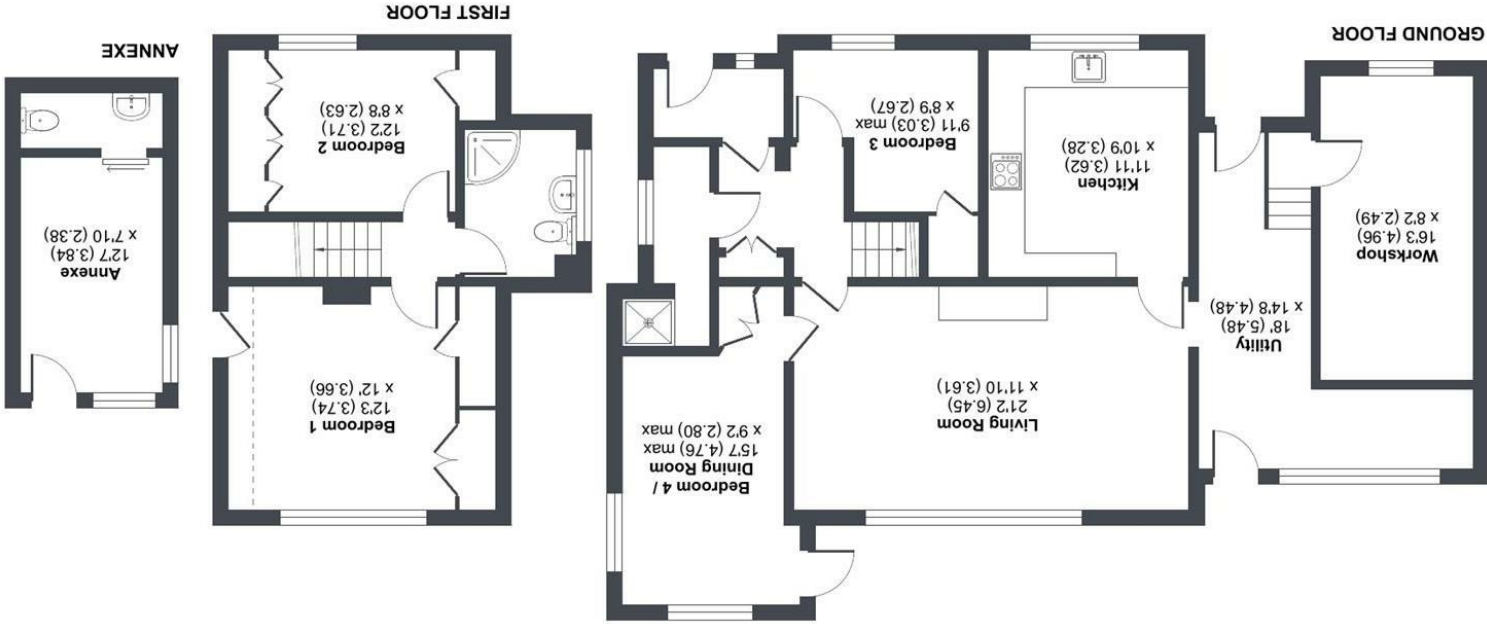 GROUND FLOOR
Workshop
16'3 (4.96)
x 8'2 (2.49)
Utility
18' (5.48)
x 14'8 (4.48)
Kitchen
11'11 (3.62)
x 10'9 (3.28)
Living Room
21'2 (6.45)
x 11'10 (3.61)
Bedroom 3
9'11 (3.03) max
x 8'9 (2.67)
Bedroom 4 /
Dining Room
15'7 (4.76) max
x 9'2 (2.80) max
FIRST FLOOR
Bedroom 2
12'2 (3.71)
x 8'8 (2.63)
Bedroom 1
12'3 (3.74)
x 12' (3.66)
ANNEXE
Annexe
12'7 (3.84)
x 7'10 (2.38)